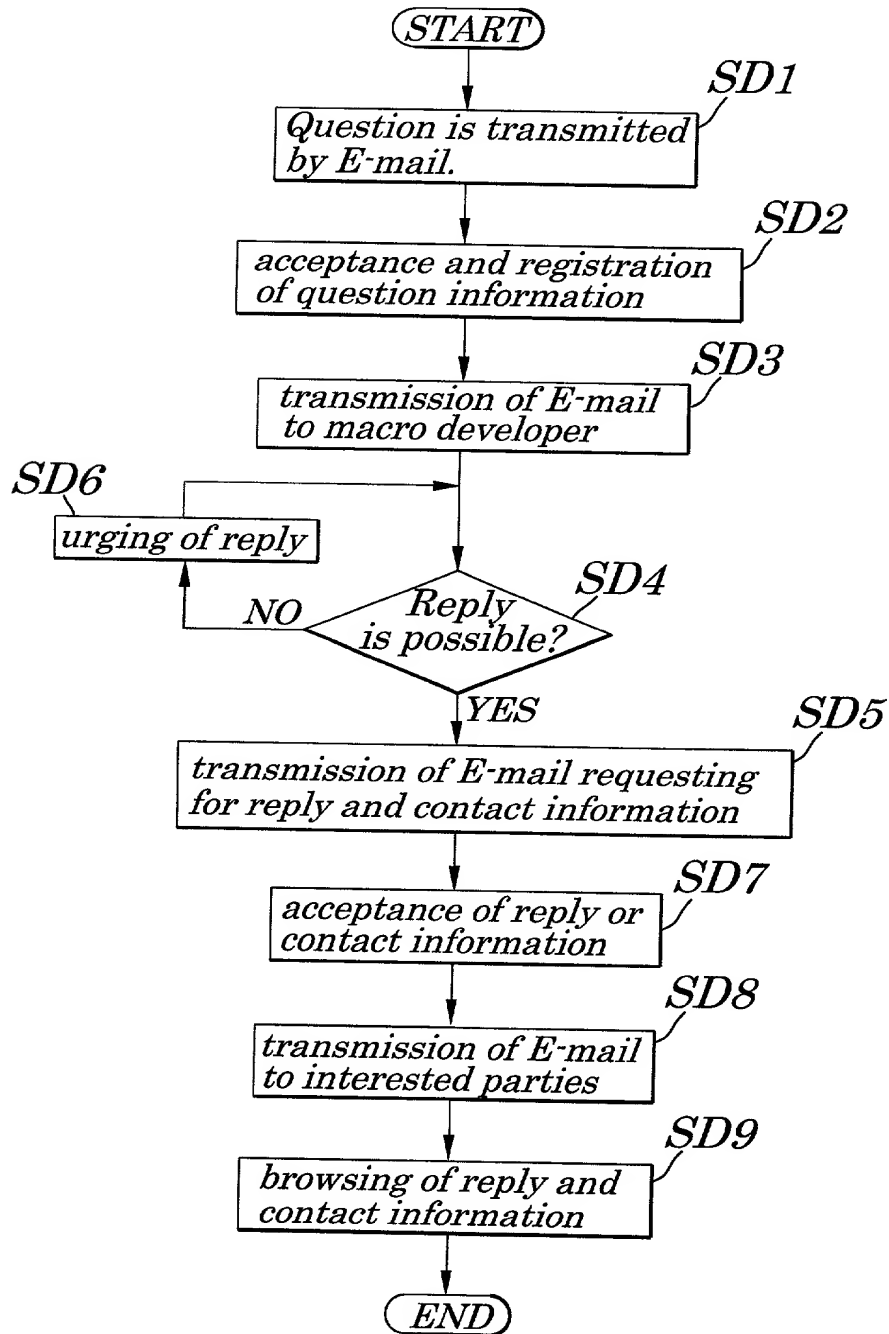 START
SD1
Question is transmitted
by E-mail.
SD2
acceptance and registration
of question information
SD3
transmission of E-mail
to macro developer
SD6
urging of reply
SD4
Reply
is possible?
NO
YES
SD5
transmission of E-mail requesting
for reply and contact information
SD7
acceptance of reply or
contact information
SD8
transmission of E-mail
to interested parties
SD9
browsing of reply and
contact information
END